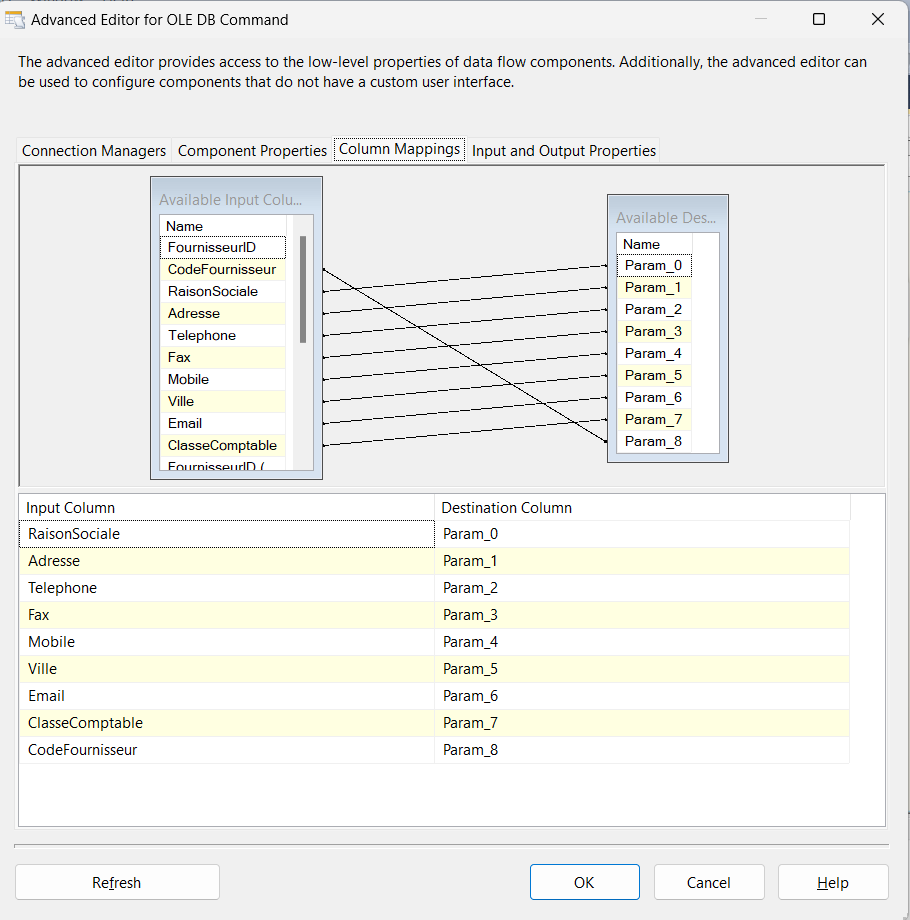 Advanced Editor for OLE DB Command
The advanced editor provides access to the low-level properties of data flow components. Additionally, the advanced editor can
be used to configure components that do not have a custom user interface.
Connection Managers Component Properties Column Mappings Input and Output Properties
Available Input Colu...
Name
FournisseurID
CodeFournisseur
RaisonSociale
Adresse
Telephone
Fax
Mobile
Ville
Email
ClasseComptable
FournisseurID (
Available Des...
Name
Param_0
Param_1
Param_2
Param_3
Param_4
Param_5
Param_6
Param_7
Param_8
Input Column Destination Column
RaisonSociale Param_0
Adresse Param_1
Telephone Param_2
Fax Param_3
Mobile Param_4
Ville Param_5
Email Param_6
ClasseComptable Param_7
CodeFournisseur Param_8
Refresh OK Cancel Help